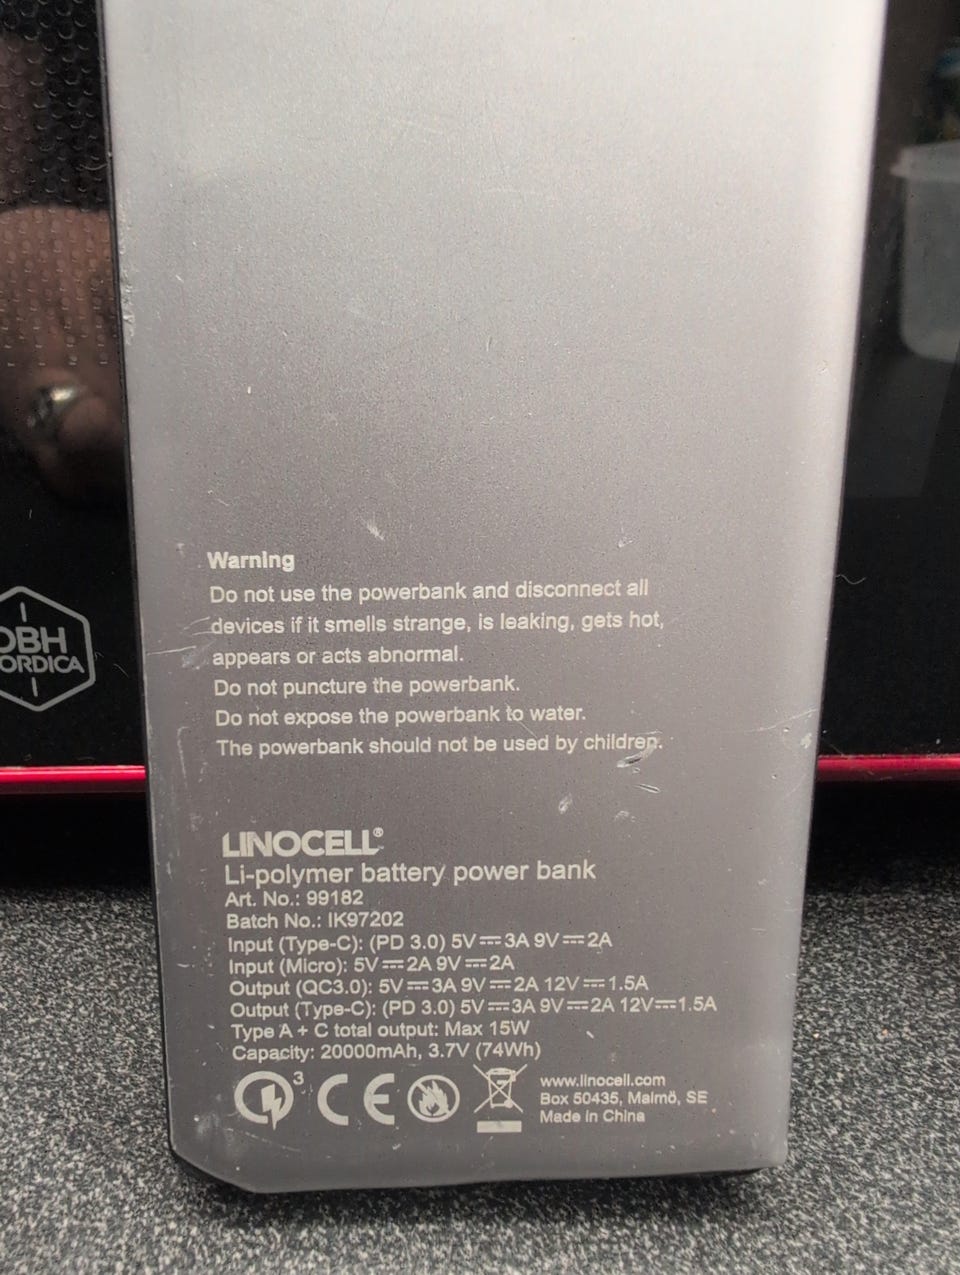 Warning
Do not use the powerbank and disconnect all
devices if it smells strange, is leaking, gets hot,
appears or acts abnormal.
Do not puncture the powerbank.
Do not expose the powerbank to water.
The powerbank should not be used by children.
OBH
NORDICA
LINOCELL®
Li-polymer battery power bank
Art. No.: 99182
Batch No.: IK97202
Input (Type-C): (PD 3.0) 5V⎓3A 9V⎓2A
Input (Micro): 5V⎓2A 9V⎓2A
Output (QC3.0): 5V⎓3A 9V⎓2A 12V⎓1.5A
Output (Type-C): (PD 3.0) 5V⎓3A 9V⎓2A 12V⎓1.5A
Type A + C total output: Max 15W
Capacity: 20000mAh, 3.7V (74Wh)
3 CE
www.linocell.com
Box 50435, Malmö, SE
Made in China